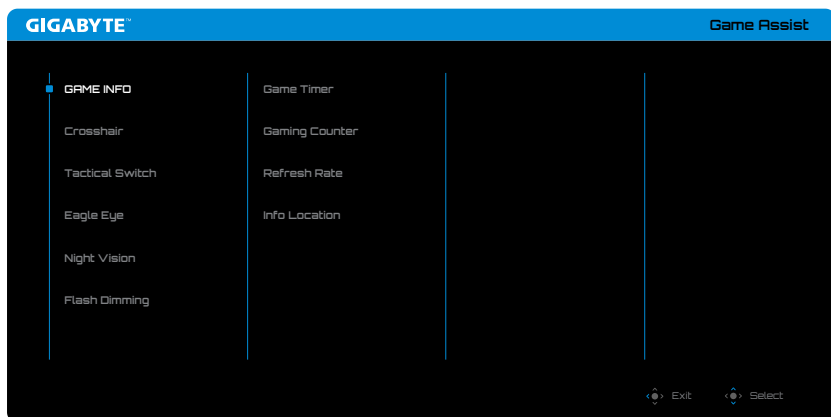 GIGABYTE™
Game Assist
GAME INFO
Crosshair
Tactical Switch
Eagle Eye
Night Vision
Flash Dimming
Game Timer
Gaming Counter
Refresh Rate
Info Location
Exit
Select